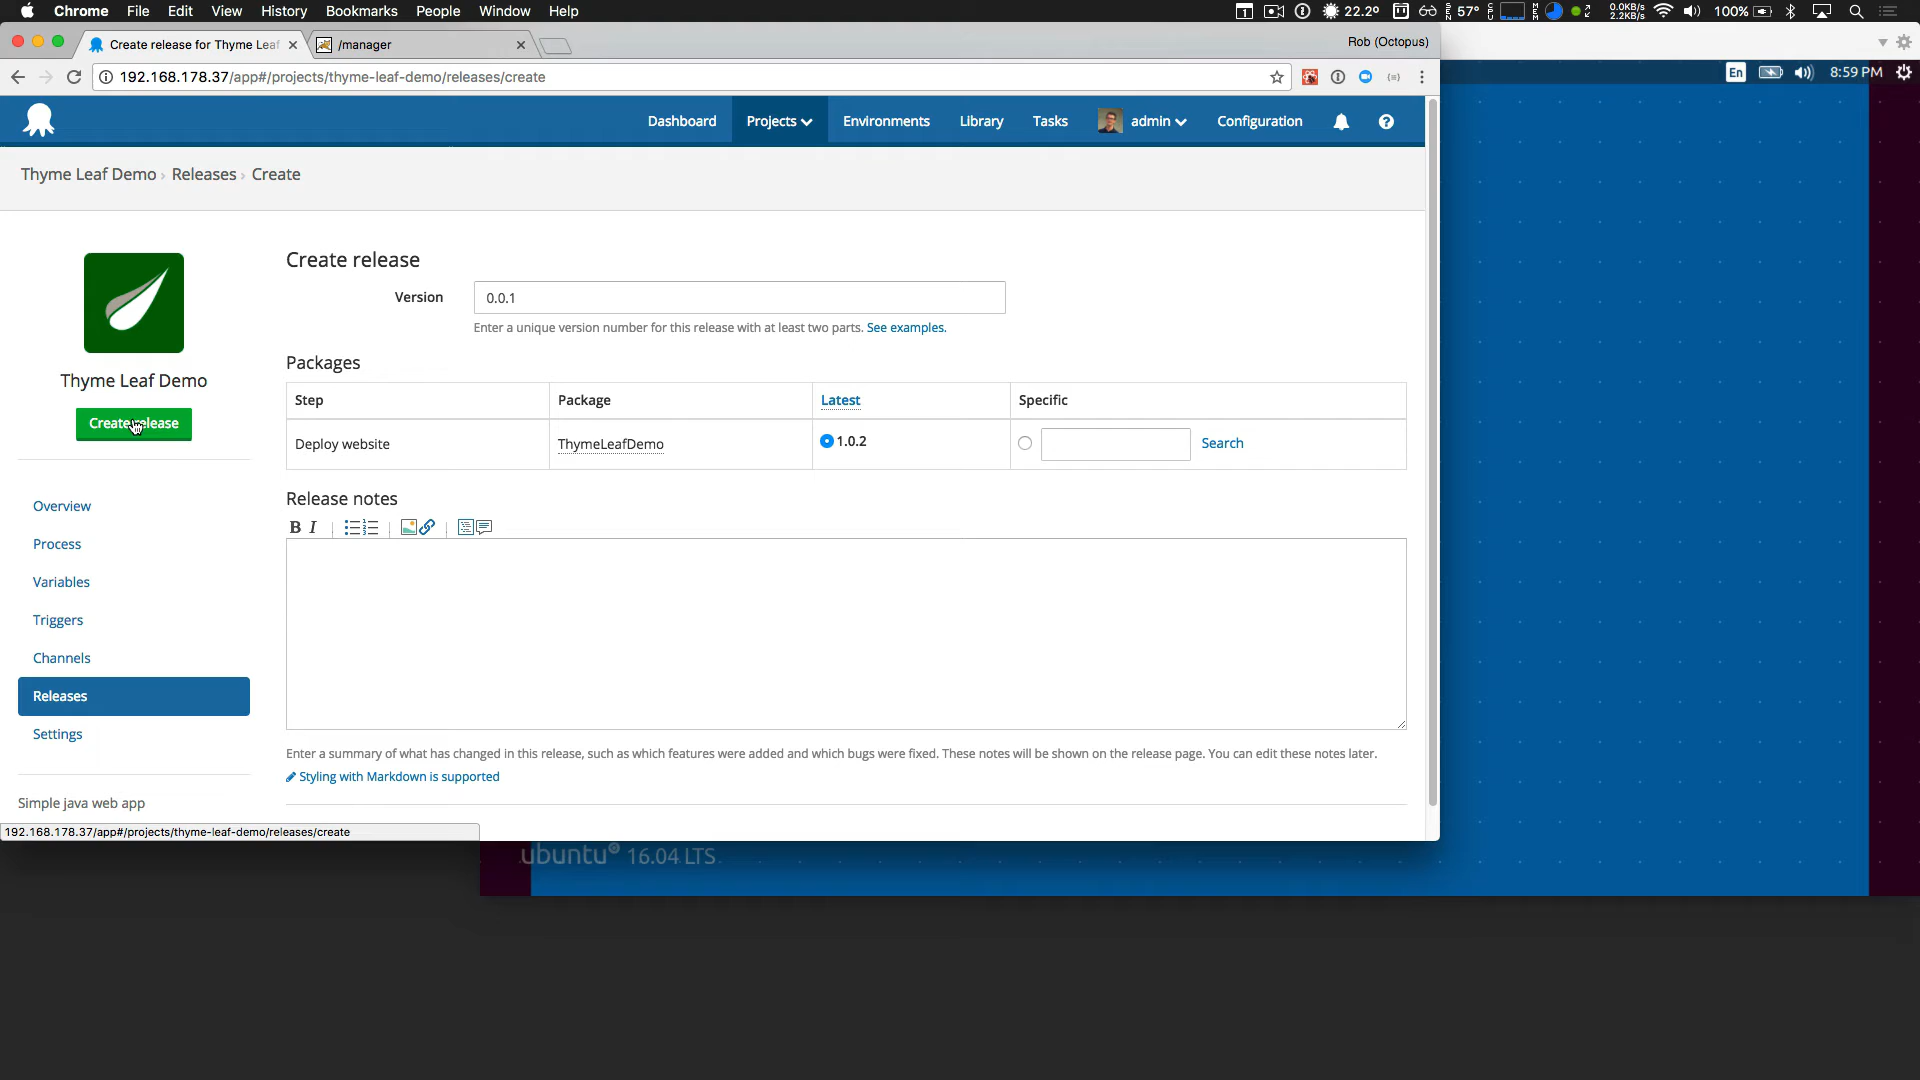 Chrome File Edit View History Bookmarks People Window Help 22.2° 57° 0.0KB/s 2.2KB/s 100%
Create release for Thyme Leaf
/manager
Rob (Octopus)
192.168.178.37/app#/projects/thyme-leaf-demo/releases/create
En 8:59 PM
Dashboard Projects Environments Library Tasks admin Configuration
Thyme Leaf Demo › Releases › Create
Create release
Version 0.0.1
Enter a unique version number for this release with at least two parts. See examples.
Packages
Step Package Latest Specific
Deploy website ThymeLeafDemo 1.0.2 Search
Release notes
B I
Enter a summary of what has changed in this release, such as which features were added and which bugs were fixed. These notes will be shown on the release page. You can edit these notes later.
Styling with Markdown is supported
Thyme Leaf Demo
Create release
Overview
Process
Variables
Triggers
Channels
Releases
Settings
Simple java web app
192.168.178.37/app#/projects/thyme-leaf-demo/releases/create
ubuntu® 16.04 LTS